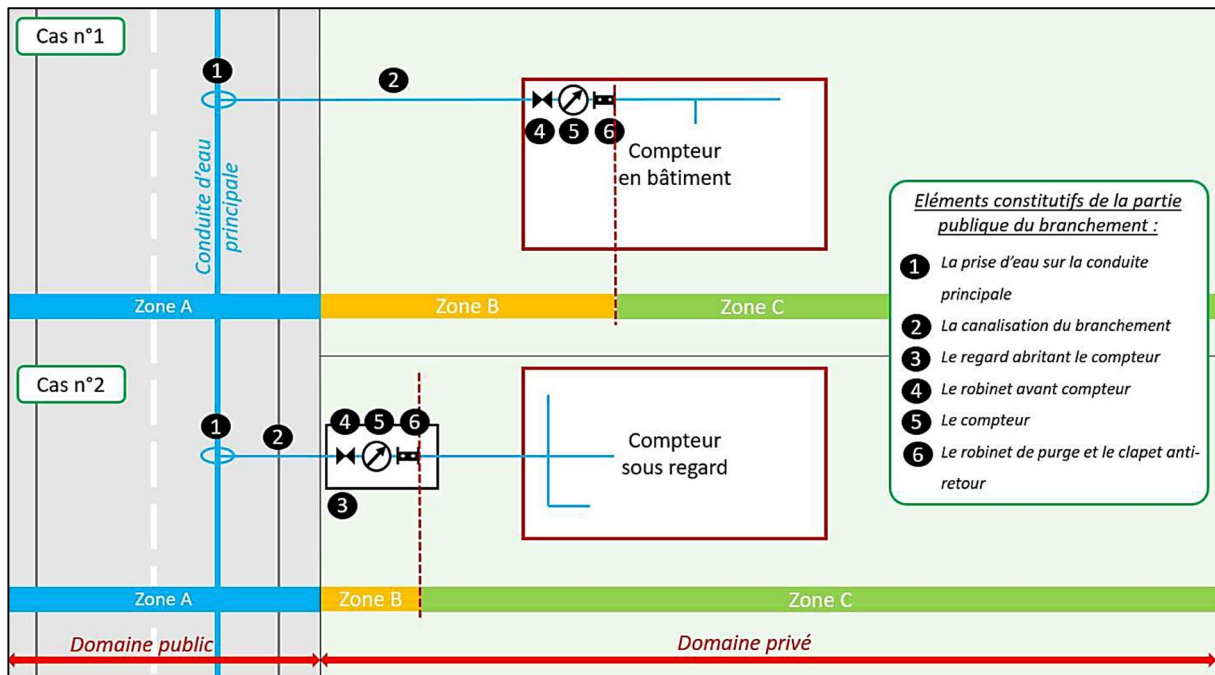 Cas n°1
1
2
4 5 6
Compteur
en bâtiment
Conduite d'eau
principale
Zone A
Zone B
Zone C
Cas n°2
1
2
4 5 6
3
Compteur
sous regard
Zone A
Zone B
Zone C
Domaine public
Domaine privé
Eléments constitutifs de la partie
publique du branchement :
1 La prise d'eau sur la conduite
principale
2 La canalisation du branchement
3 Le regard abritant le compteur
4 Le robinet avant compteur
5 Le compteur
6 Le robinet de purge et le clapet anti-
retour